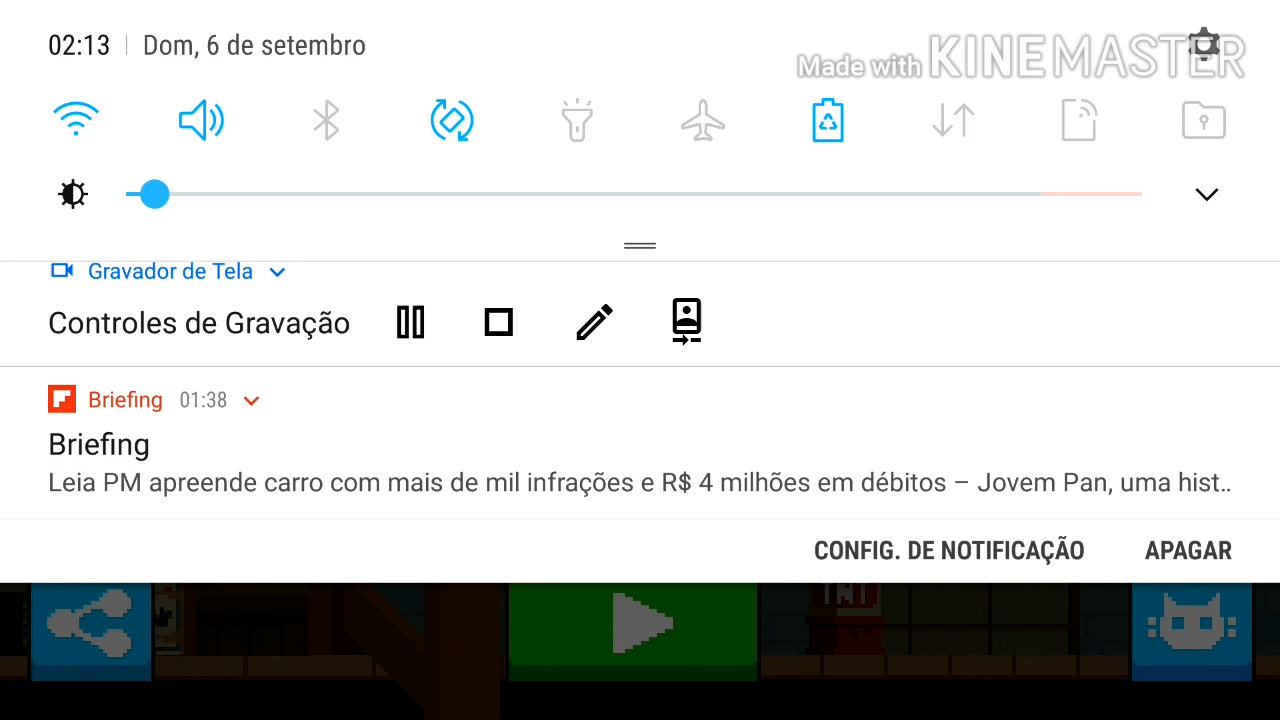 02:13 Dom, 6 de setembro
Made with KINEMASTER
Gravador de Tela
Controles de Gravação
Briefing 01:38
Briefing
Leia PM apreende carro com mais de mil infrações e R$ 4 milhões em débitos – Jovem Pan, uma hist..
CONFIG. DE NOTIFICAÇÃO APAGAR
TNT